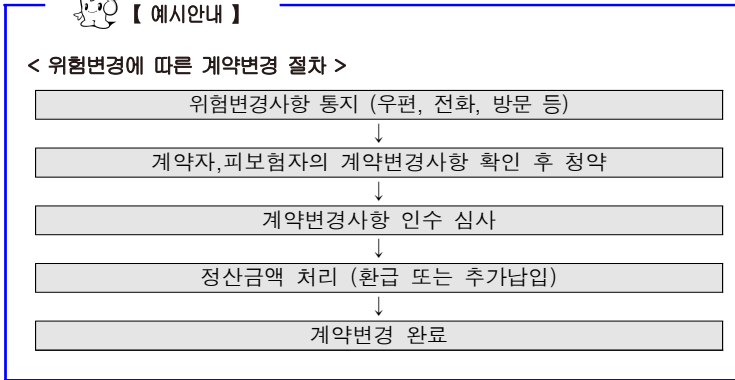 【 예시안내 】
< 위험변경에 따른 계약변경 절차 >
위험변경사항 통지 (우편, 전화, 방문 등)
↓
계약자,피보험자의 계약변경사항 확인 후 청약
↓
계약변경사항 인수 심사
↓
정산금액 처리 (환급 또는 추가납입)
↓
계약변경 완료